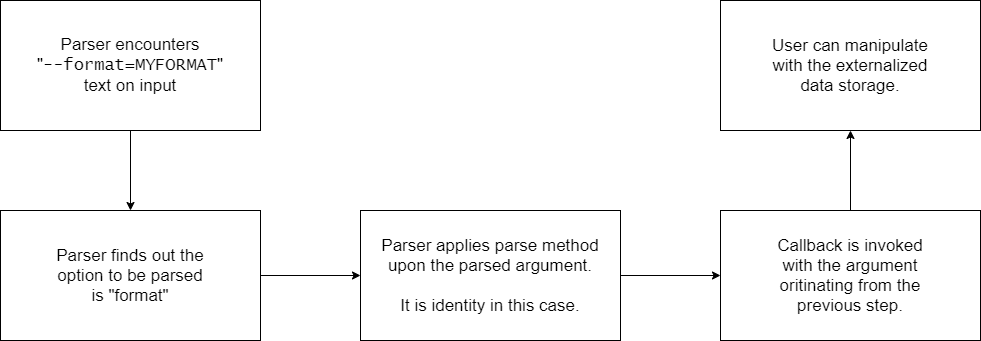 Parser encounters
"--format=MYFORMAT"
text on input
Parser finds out the
option to be parsed
is "format"
Parser applies parse method
upon the parsed argument.
It is identity in this case.
Callback is invoked
with the argument
oritinating from the
previous step.
User can manipulate
with the externalized
data storage.